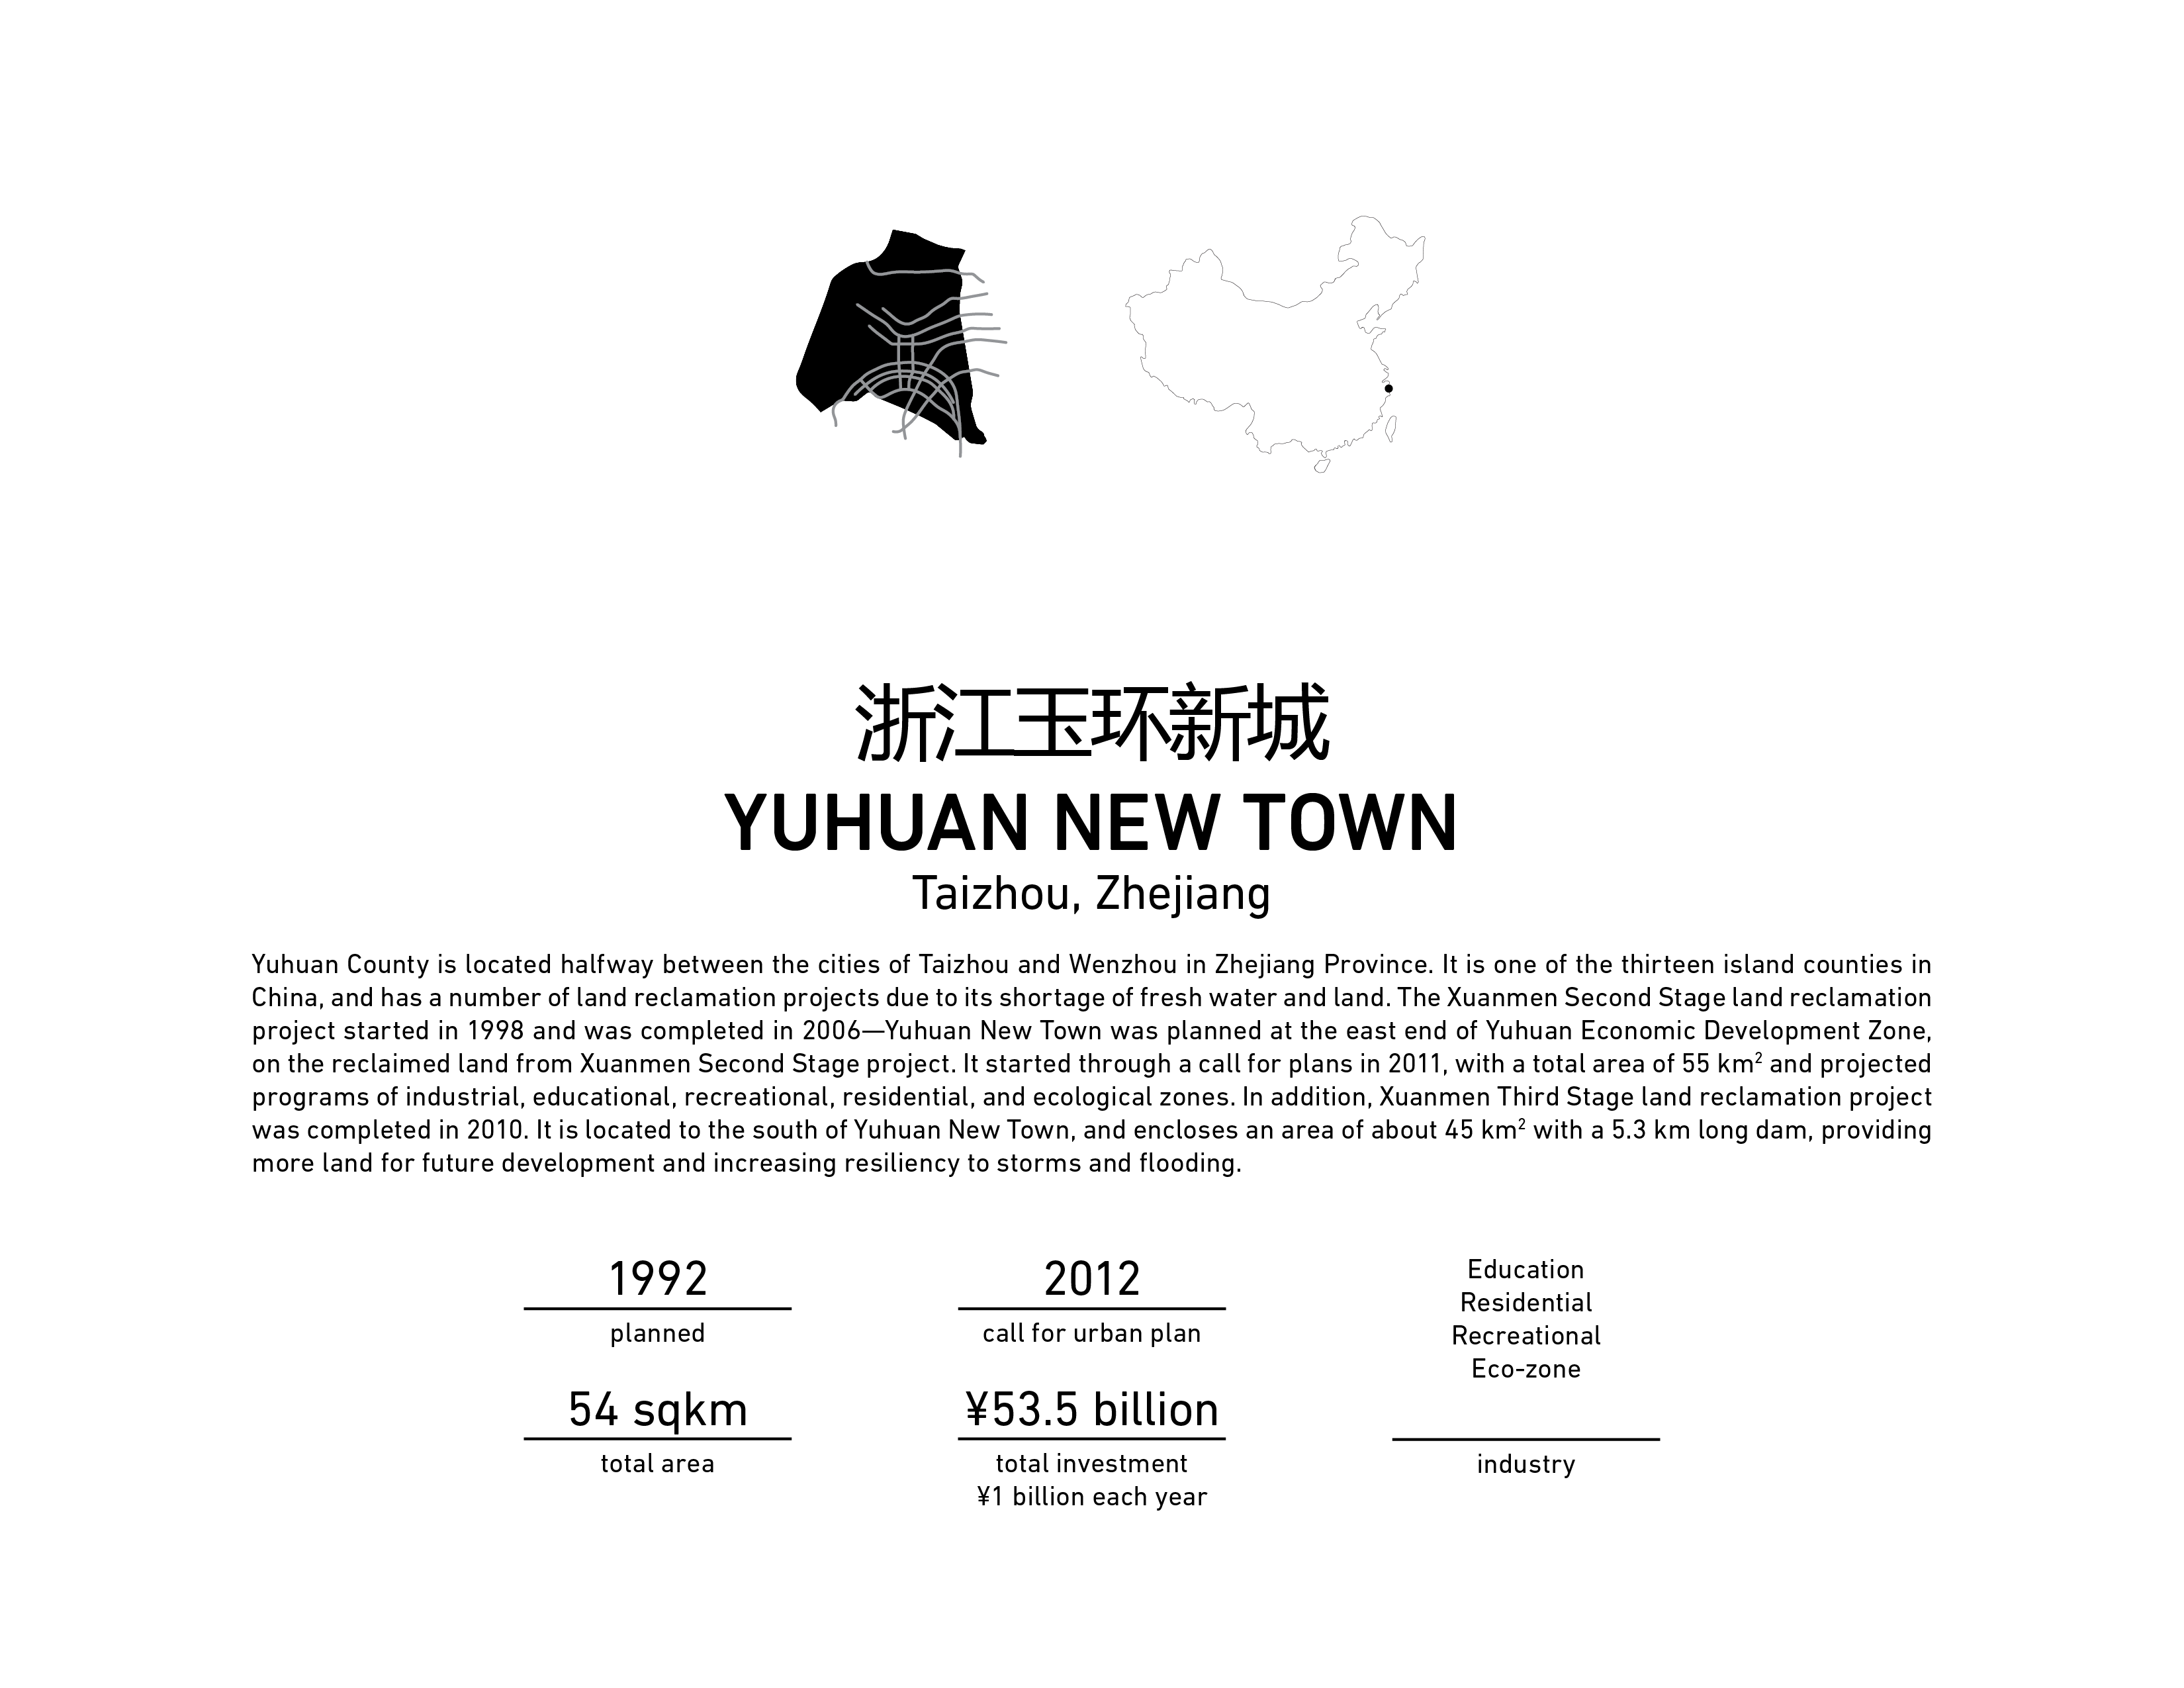 浙江玉环新城
YUHUAN NEW TOWN
Taizhou, Zhejiang
Yuhuan County is located halfway between the cities of Taizhou and Wenzhou in Zhejiang Province. It is one of the thirteen island counties in
China, and has a number of land reclamation projects due to its shortage of fresh water and land. The Xuanmen Second Stage land reclamation
project started in 1998 and was completed in 2006—Yuhuan New Town was planned at the east end of Yuhuan Economic Development Zone,
on the reclaimed land from Xuanmen Second Stage project. It started through a call for plans in 2011, with a total area of 55 km² and projected
programs of industrial, educational, recreational, residential, and ecological zones. In addition, Xuanmen Third Stage land reclamation project
was completed in 2010. It is located to the south of Yuhuan New Town, and encloses an area of about 45 km² with a 5.3 km long dam, providing
more land for future development and increasing resiliency to storms and flooding.
1992
planned
54 sqkm
total area
2012
call for urban plan
¥53.5 billion
total investment
¥1 billion each year
Education
Residential
Recreational
Eco-zone
industry